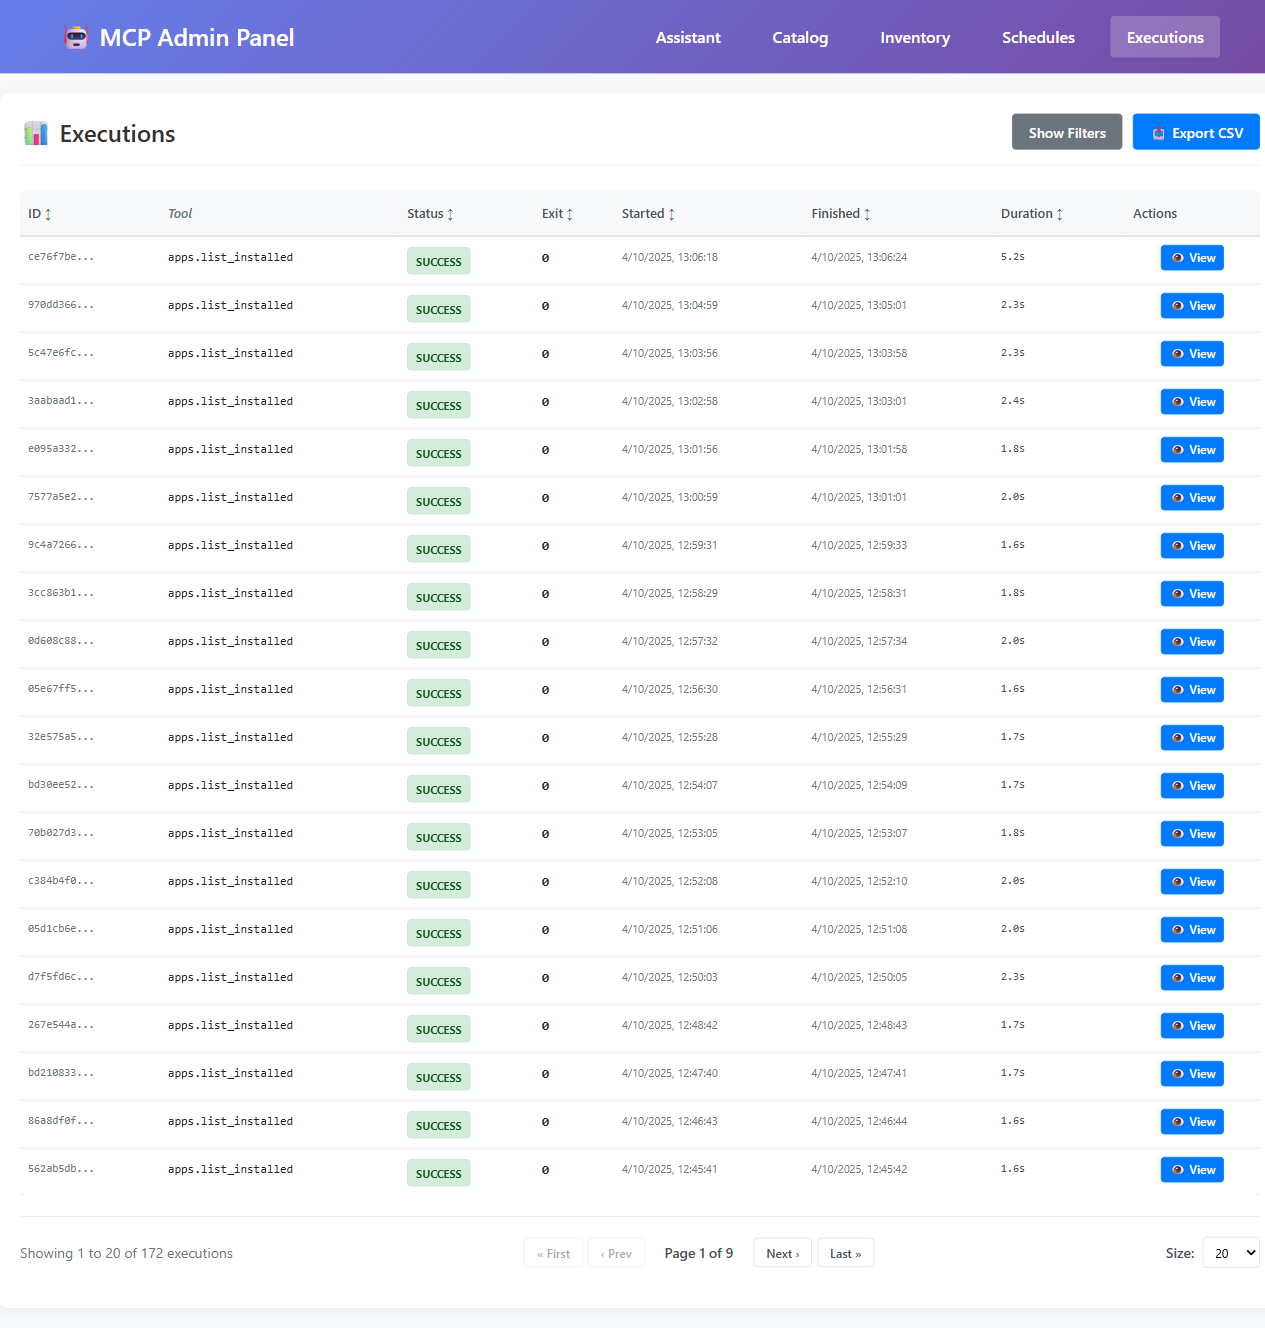 MCP Admin Panel Assistant Catalog Inventory Schedules Executions
Executions Show Filters Export CSV
ID ↕ Tool Status ↕ Exit ↕ Started ↕ Finished ↕ Duration ↕ Actions
ce76f7be... apps.list_installed SUCCESS 0 4/10/2025, 13:06:18 4/10/2025, 13:06:24 5.2s View
970dd366... apps.list_installed SUCCESS 0 4/10/2025, 13:04:59 4/10/2025, 13:05:01 2.3s View
5c47e6fc... apps.list_installed SUCCESS 0 4/10/2025, 13:03:56 4/10/2025, 13:03:58 2.3s View
3aabaad1... apps.list_installed SUCCESS 0 4/10/2025, 13:02:58 4/10/2025, 13:03:01 2.4s View
e095a332... apps.list_installed SUCCESS 0 4/10/2025, 13:01:56 4/10/2025, 13:01:58 1.8s View
7577a5e2... apps.list_installed SUCCESS 0 4/10/2025, 13:00:59 4/10/2025, 13:01:01 2.0s View
9c4a7266... apps.list_installed SUCCESS 0 4/10/2025, 12:59:31 4/10/2025, 12:59:33 1.6s View
3cc863b1... apps.list_installed SUCCESS 0 4/10/2025, 12:58:29 4/10/2025, 12:58:31 1.8s View
0d608c88... apps.list_installed SUCCESS 0 4/10/2025, 12:57:32 4/10/2025, 12:57:34 2.0s View
05e67ff5... apps.list_installed SUCCESS 0 4/10/2025, 12:56:30 4/10/2025, 12:56:31 1.6s View
32e575a5... apps.list_installed SUCCESS 0 4/10/2025, 12:55:28 4/10/2025, 12:55:29 1.7s View
bd30ee52... apps.list_installed SUCCESS 0 4/10/2025, 12:54:07 4/10/2025, 12:54:09 1.7s View
70b027d3... apps.list_installed SUCCESS 0 4/10/2025, 12:53:05 4/10/2025, 12:53:07 1.8s View
c384b4f0... apps.list_installed SUCCESS 0 4/10/2025, 12:52:08 4/10/2025, 12:52:10 2.0s View
05d1cb6e... apps.list_installed SUCCESS 0 4/10/2025, 12:51:06 4/10/2025, 12:51:08 2.0s View
d7f5fd6c... apps.list_installed SUCCESS 0 4/10/2025, 12:50:03 4/10/2025, 12:50:05 2.3s View
267e544a... apps.list_installed SUCCESS 0 4/10/2025, 12:48:42 4/10/2025, 12:48:43 1.7s View
bd210833... apps.list_installed SUCCESS 0 4/10/2025, 12:47:40 4/10/2025, 12:47:41 1.7s View
86a8df0f... apps.list_installed SUCCESS 0 4/10/2025, 12:46:43 4/10/2025, 12:46:44 1.6s View
562ab5db... apps.list_installed SUCCESS 0 4/10/2025, 12:45:41 4/10/2025, 12:45:42 1.6s View
Showing 1 to 20 of 172 executions « First ‹ Prev Page 1 of 9 Next › Last » Size: 20